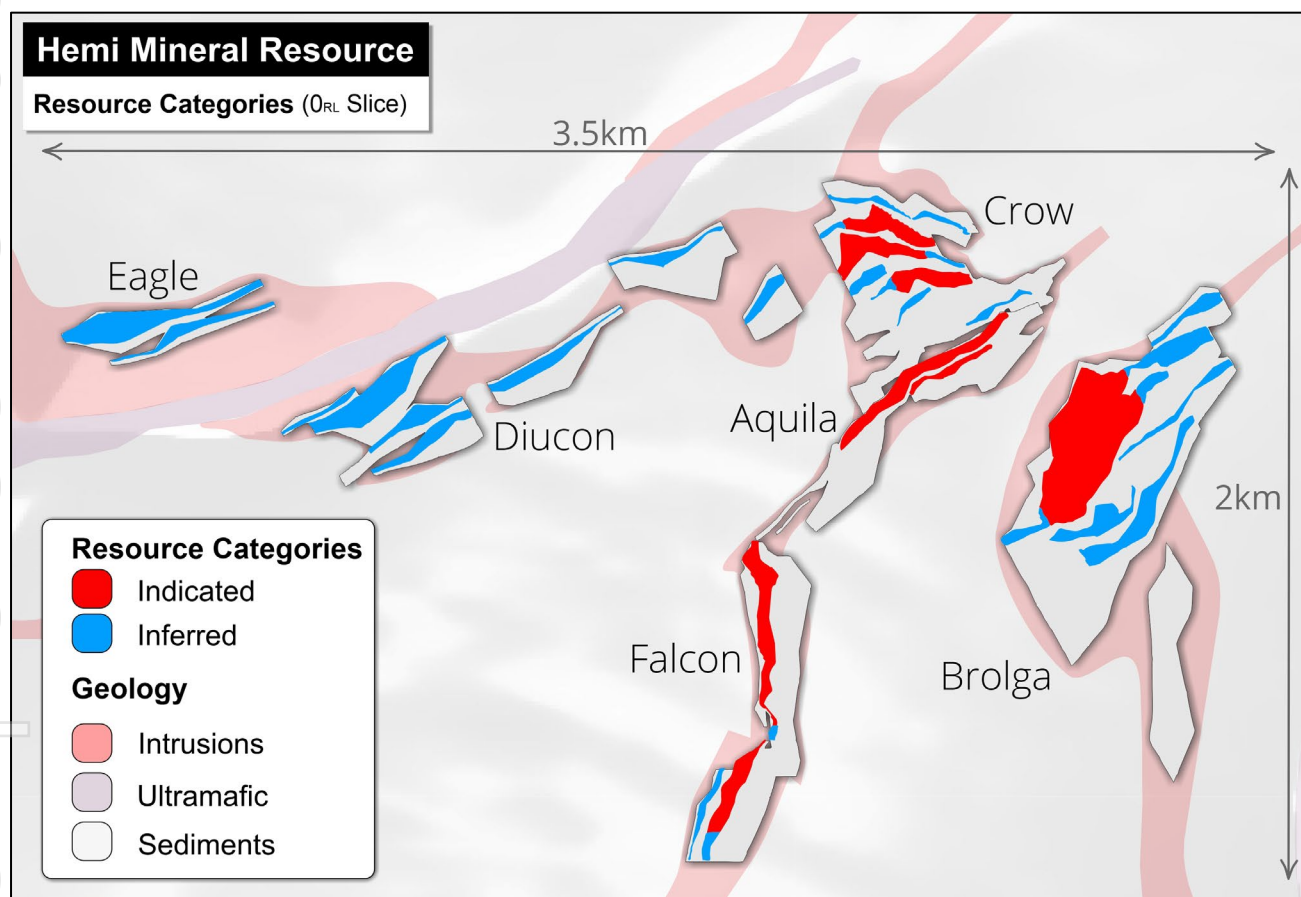 Hemi Mineral Resource
Resource Categories (0RL Slice)
3.5km
Crow
Eagle
Aquila
Diucon
2km
Falcon
Brolga
Resource Categories
Indicated
Inferred
Geology
Intrusions
Ultramafic
Sediments